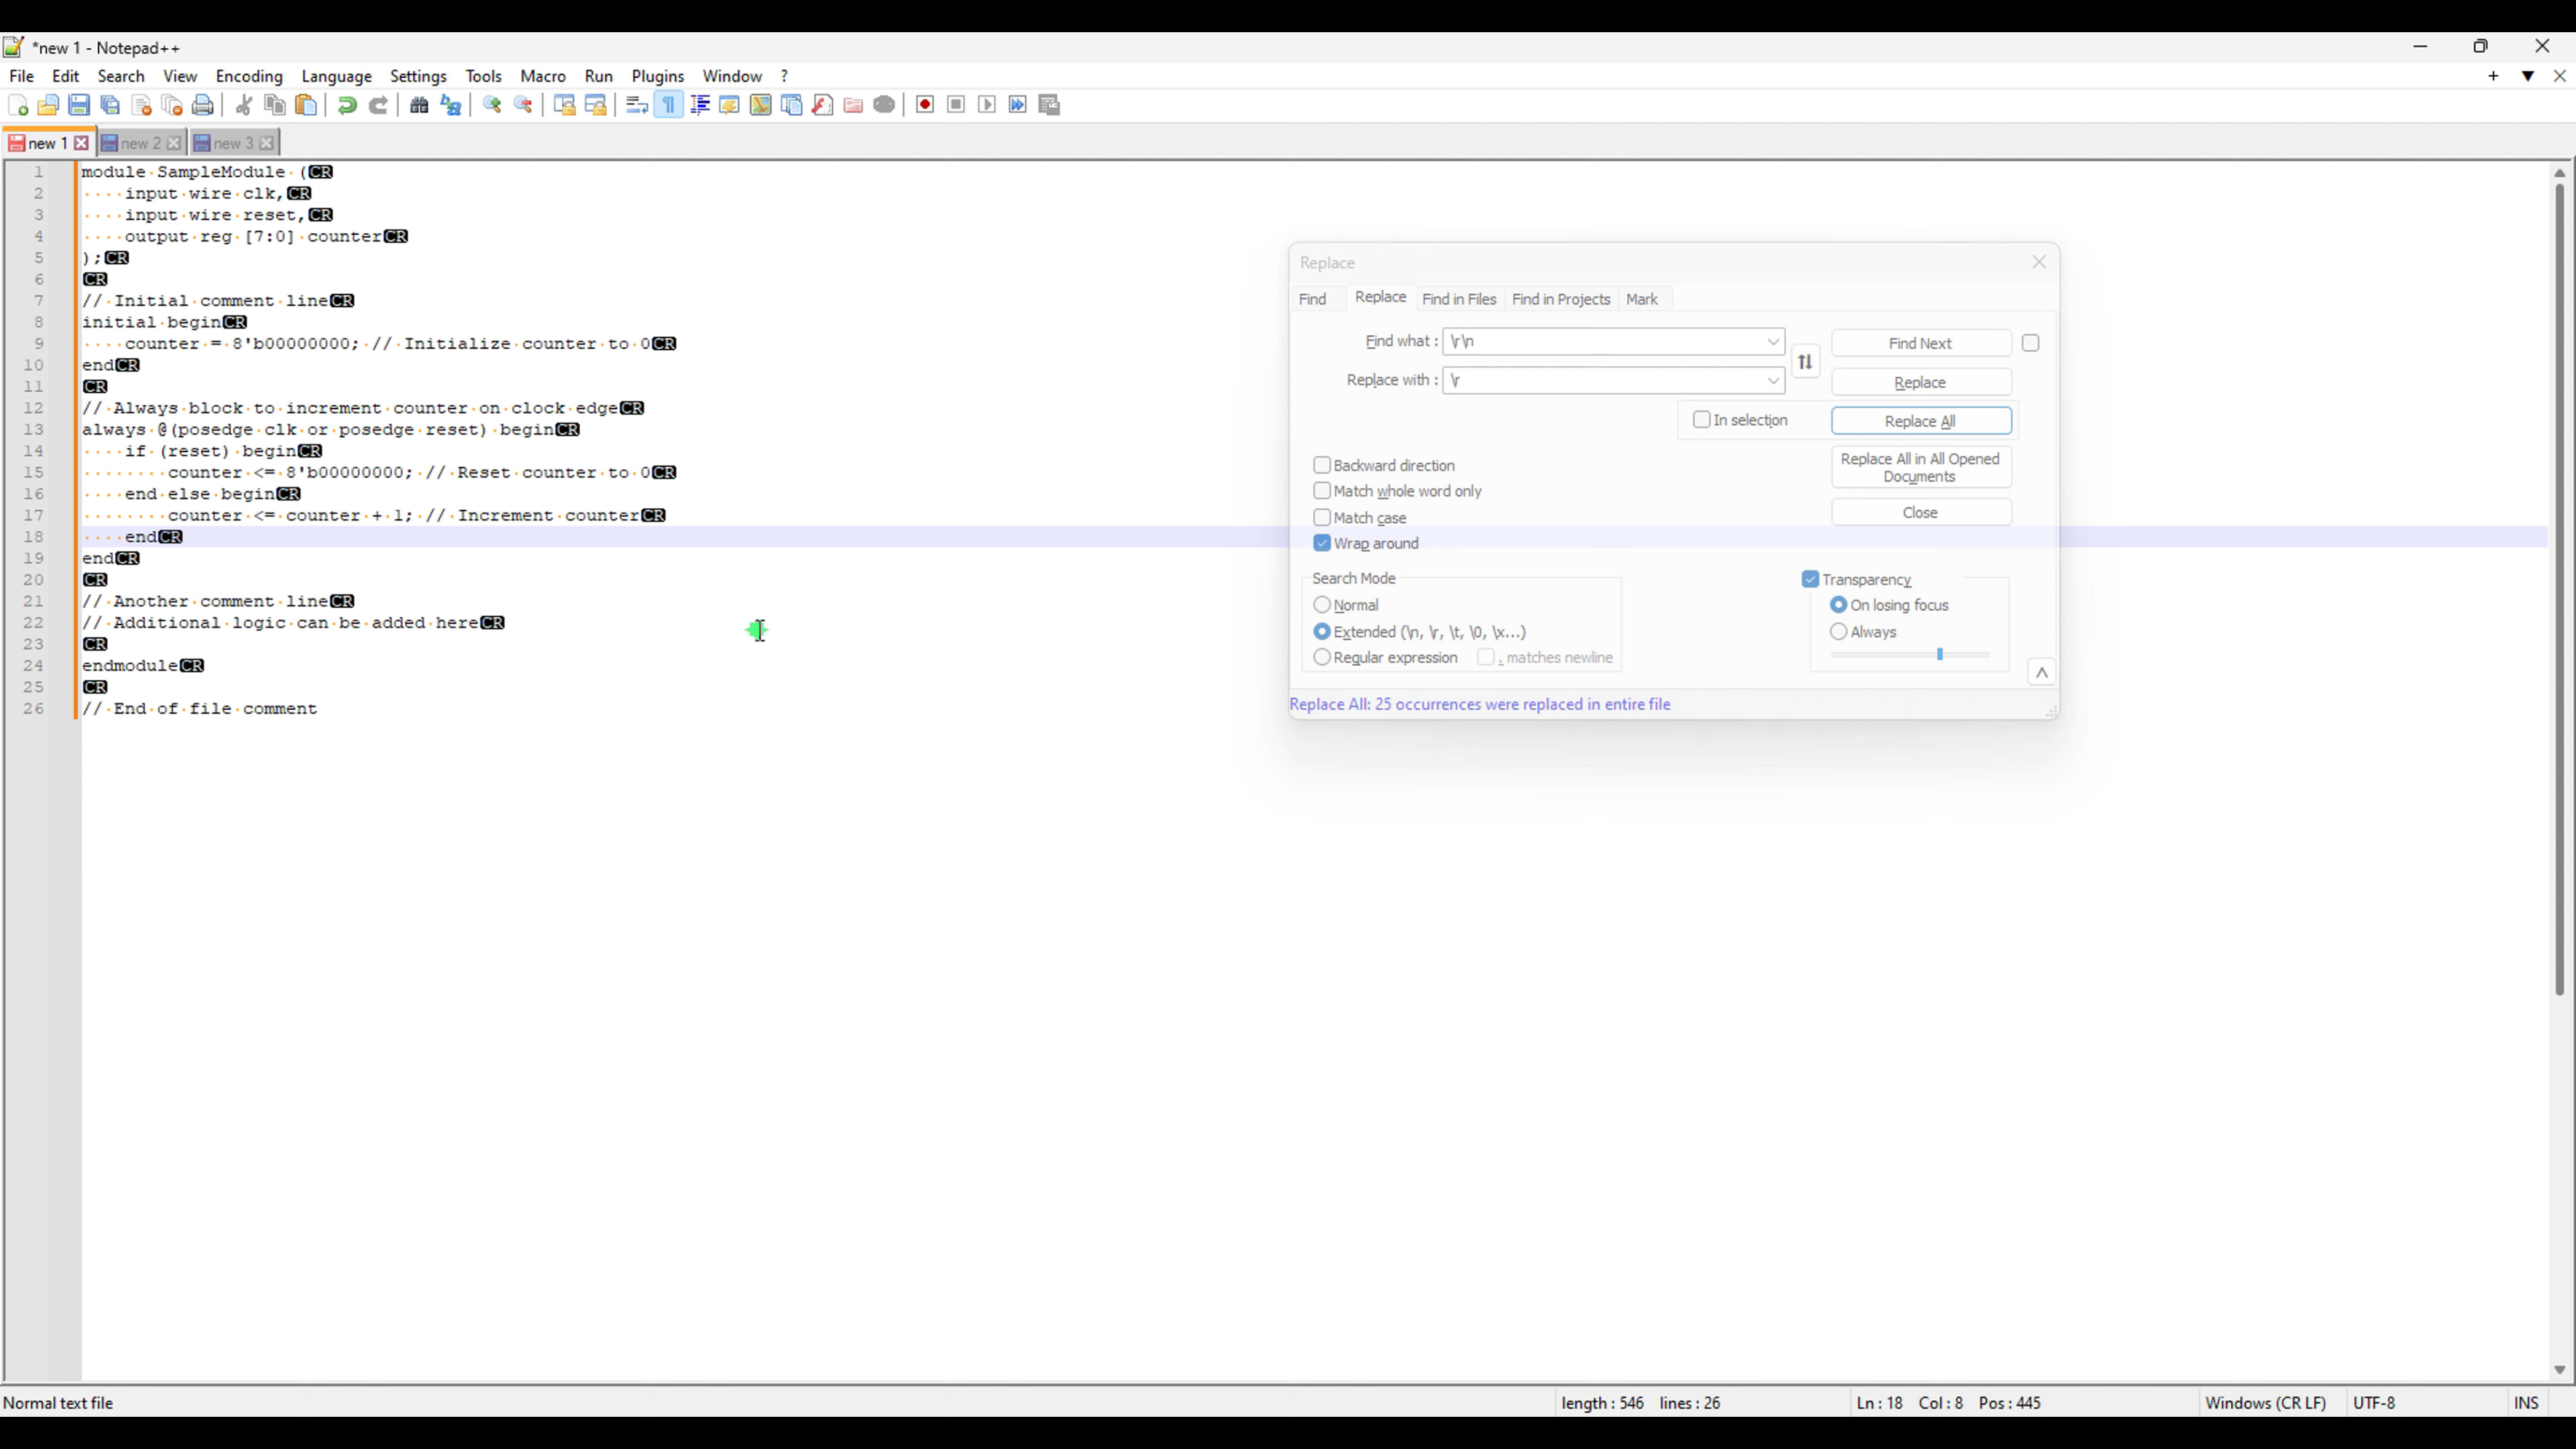 *new 1 - Notepad++
File Edit Search View Encoding Language Settings Tools Macro Run Plugins Window ?
new 1 new 2 new 3
1 module SampleModule (CR
2 input wire clk,CR
3 input wire reset,CR
4 output reg [7:0] counterCR
5 );CR
6 CR
7 // Initial comment lineCR
8 initial beginCR
9 counter = 8'b00000000; // Initialize counter to 0CR
10 endCR
11 CR
12 // Always block to increment counter on clock edgeCR
13 always @(posedge clk or posedge reset) beginCR
14 if (reset) beginCR
15 counter <= 8'b00000000; // Reset counter to 0CR
16 end else beginCR
17 counter <= counter + 1; // Increment counterCR
18 endCR
19 endCR
20 CR
21 // Another comment lineCR
22 // Additional logic can be added hereCR
23 CR
24 endmoduleCR
25 CR
26 // End of file comment
Replace
Find Replace Find in Files Find in Projects Mark
Find what : \r\n Find Next
Replace with : \r Replace
In selection Replace All
Backward direction Replace All in All Opened
Documents
Match whole word only
Match case Close
Wrap around
Search Mode Transparency
Normal On losing focus
Extended (\n, \r, \t, \0, \x...) Always
Regular expression . matches newline
Replace All: 25 occurrences were replaced in entire file
Normal text file length : 546 lines : 26 Ln : 18 Col : 8 Pos : 445 Windows (CR LF) UTF-8 INS